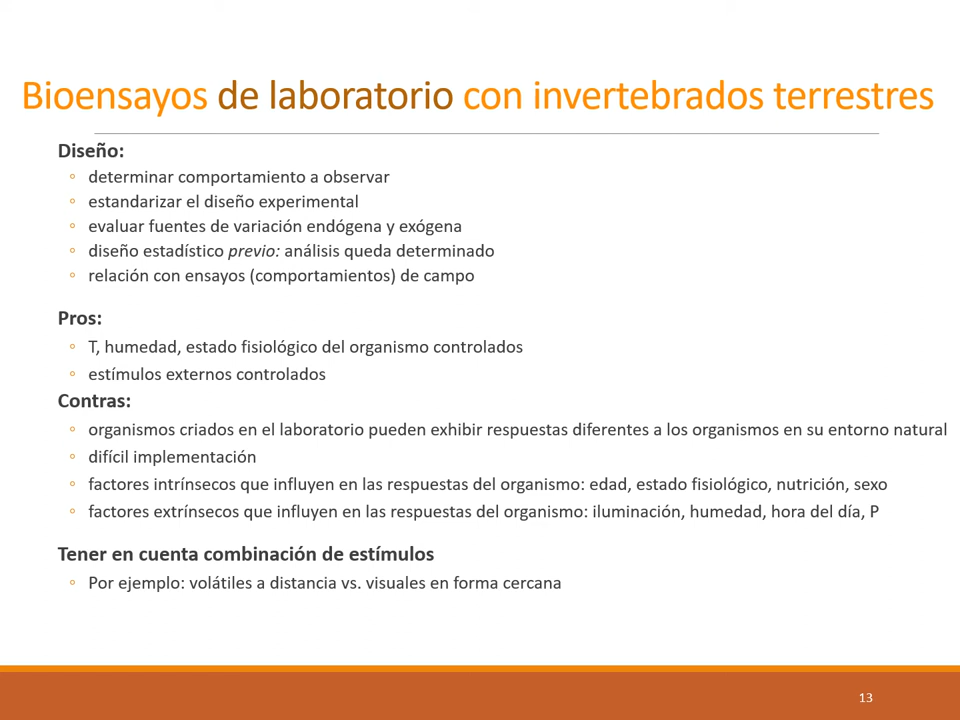 Bioensayos de laboratorio con invertebrados terrestres
Diseño:
◦ determinar comportamiento a observar
◦ estandarizar el diseño experimental
◦ evaluar fuentes de variación endógena y exógena
◦ diseño estadístico previo: análisis queda determinado
◦ relación con ensayos (comportamientos) de campo
Pros:
◦ T, humedad, estado fisiológico del organismo controlados
◦ estímulos externos controlados
Contras:
◦ organismos criados en el laboratorio pueden exhibir respuestas diferentes a los organismos en su entorno natural
◦ difícil implementación
◦ factores intrínsecos que influyen en las respuestas del organismo: edad, estado fisiológico, nutrición, sexo
◦ factores extrínsecos que influyen en las respuestas del organismo: iluminación, humedad, hora del día, P
Tener en cuenta combinación de estímulos
◦ Por ejemplo: volátiles a distancia vs. visuales en forma cercana
13